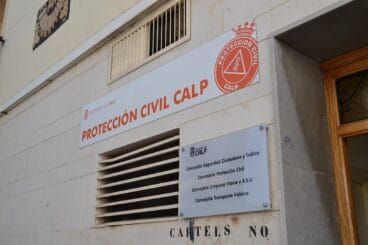 PROTECCIÓN CIVIL CALP
PROTECCIÓN CIVIL
CALP
CALP
Concejalía Seguridad Ciudadana y Tráfico
Concejalía Protección Civil
Concejalía Limpieza Viaria y R.S.U
Concejalía Transporte Público
CARTELS NO